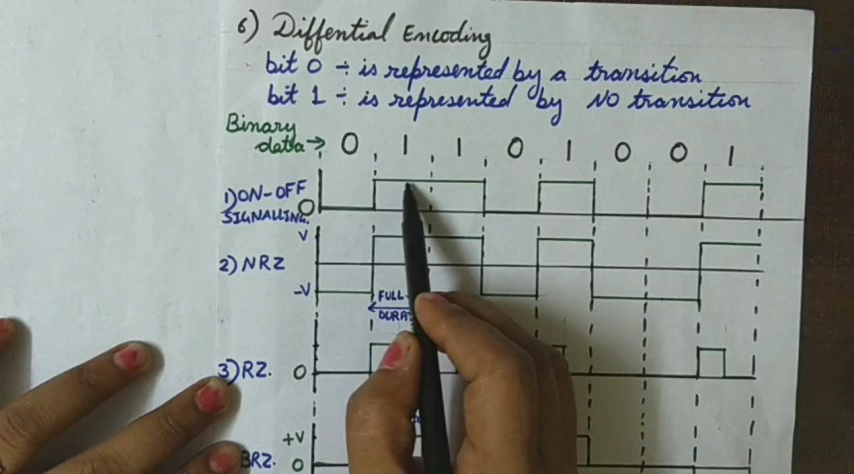 6) Diffential Encoding
bit 0 ÷ is represented by a transition
bit 1 ÷ is represented by NO transition
Binary
data → 0 1 1 0 1 0 0 1
1) ON-OFF
SIGNALLING. 0
V
2) NRZ
-V
FULL
3) RZ. 0
+V
BRZ. 0